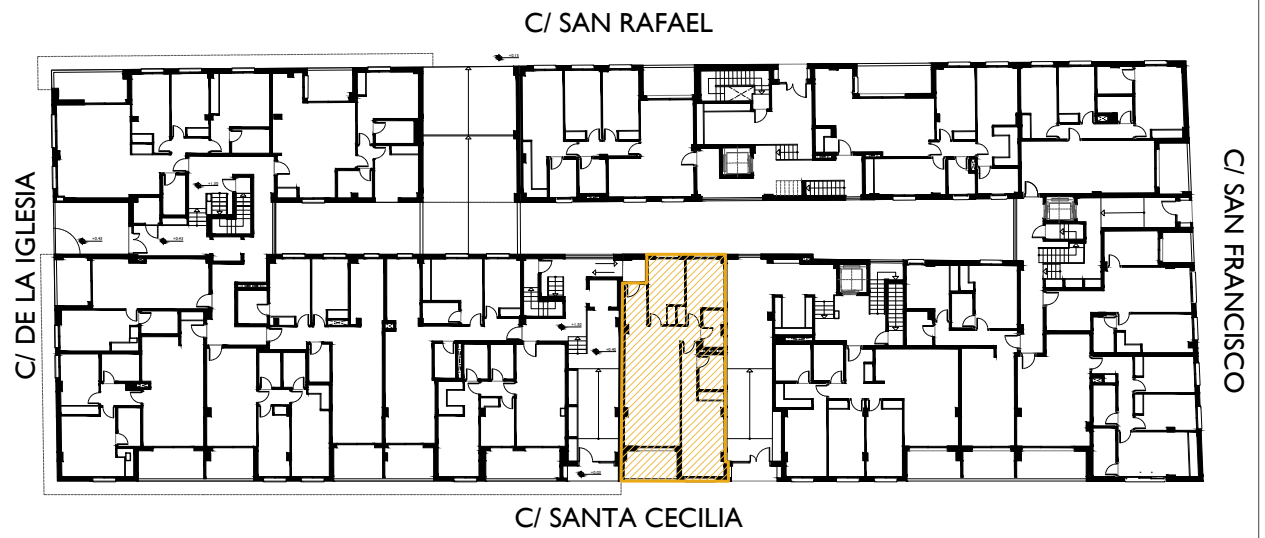 C/ SAN RAFAEL
C/ DE LA IGLESIA
C/ SAN FRANCISCO
C/ SANTA CECILIA